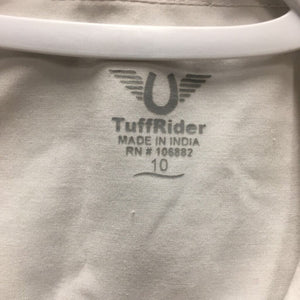 TuffRider
MADE IN INDIA
RN # 106882
10